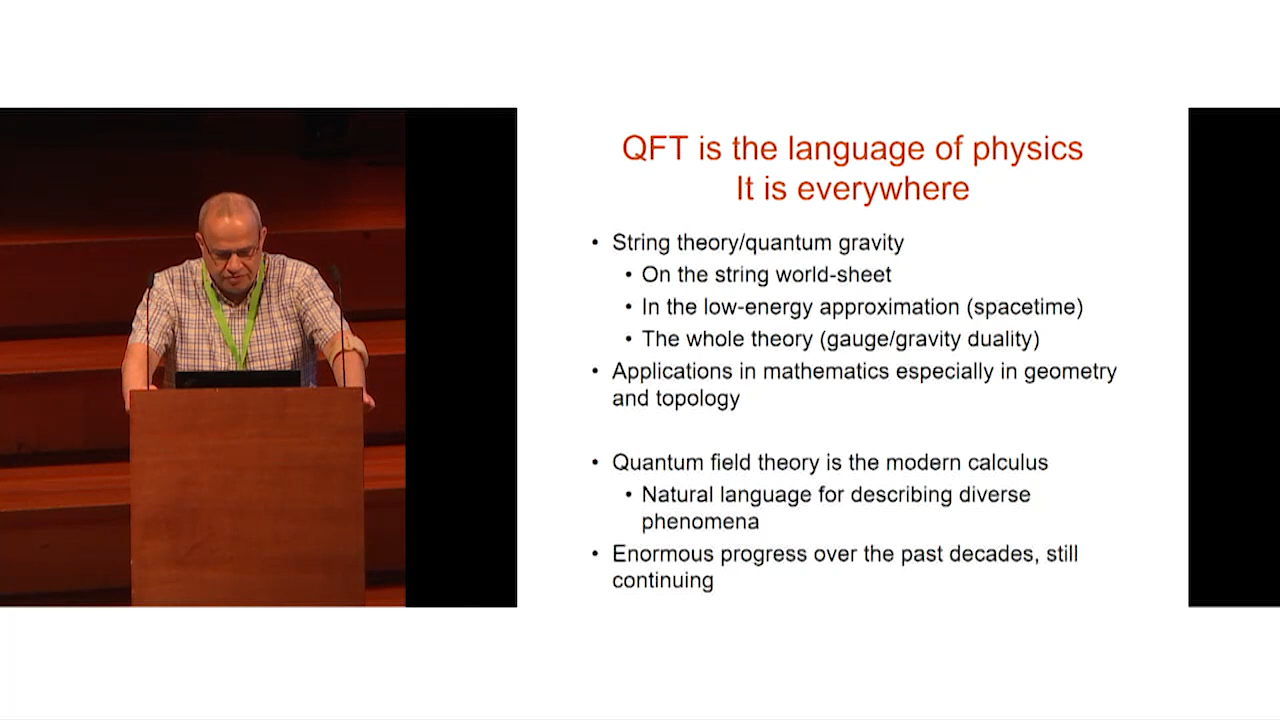 QFT is the language of physics
It is everywhere
• String theory/quantum gravity
• On the string world-sheet
• In the low-energy approximation (spacetime)
• The whole theory (gauge/gravity duality)
• Applications in mathematics especially in geometry
and topology
• Quantum field theory is the modern calculus
• Natural language for describing diverse
phenomena
• Enormous progress over the past decades, still
continuing